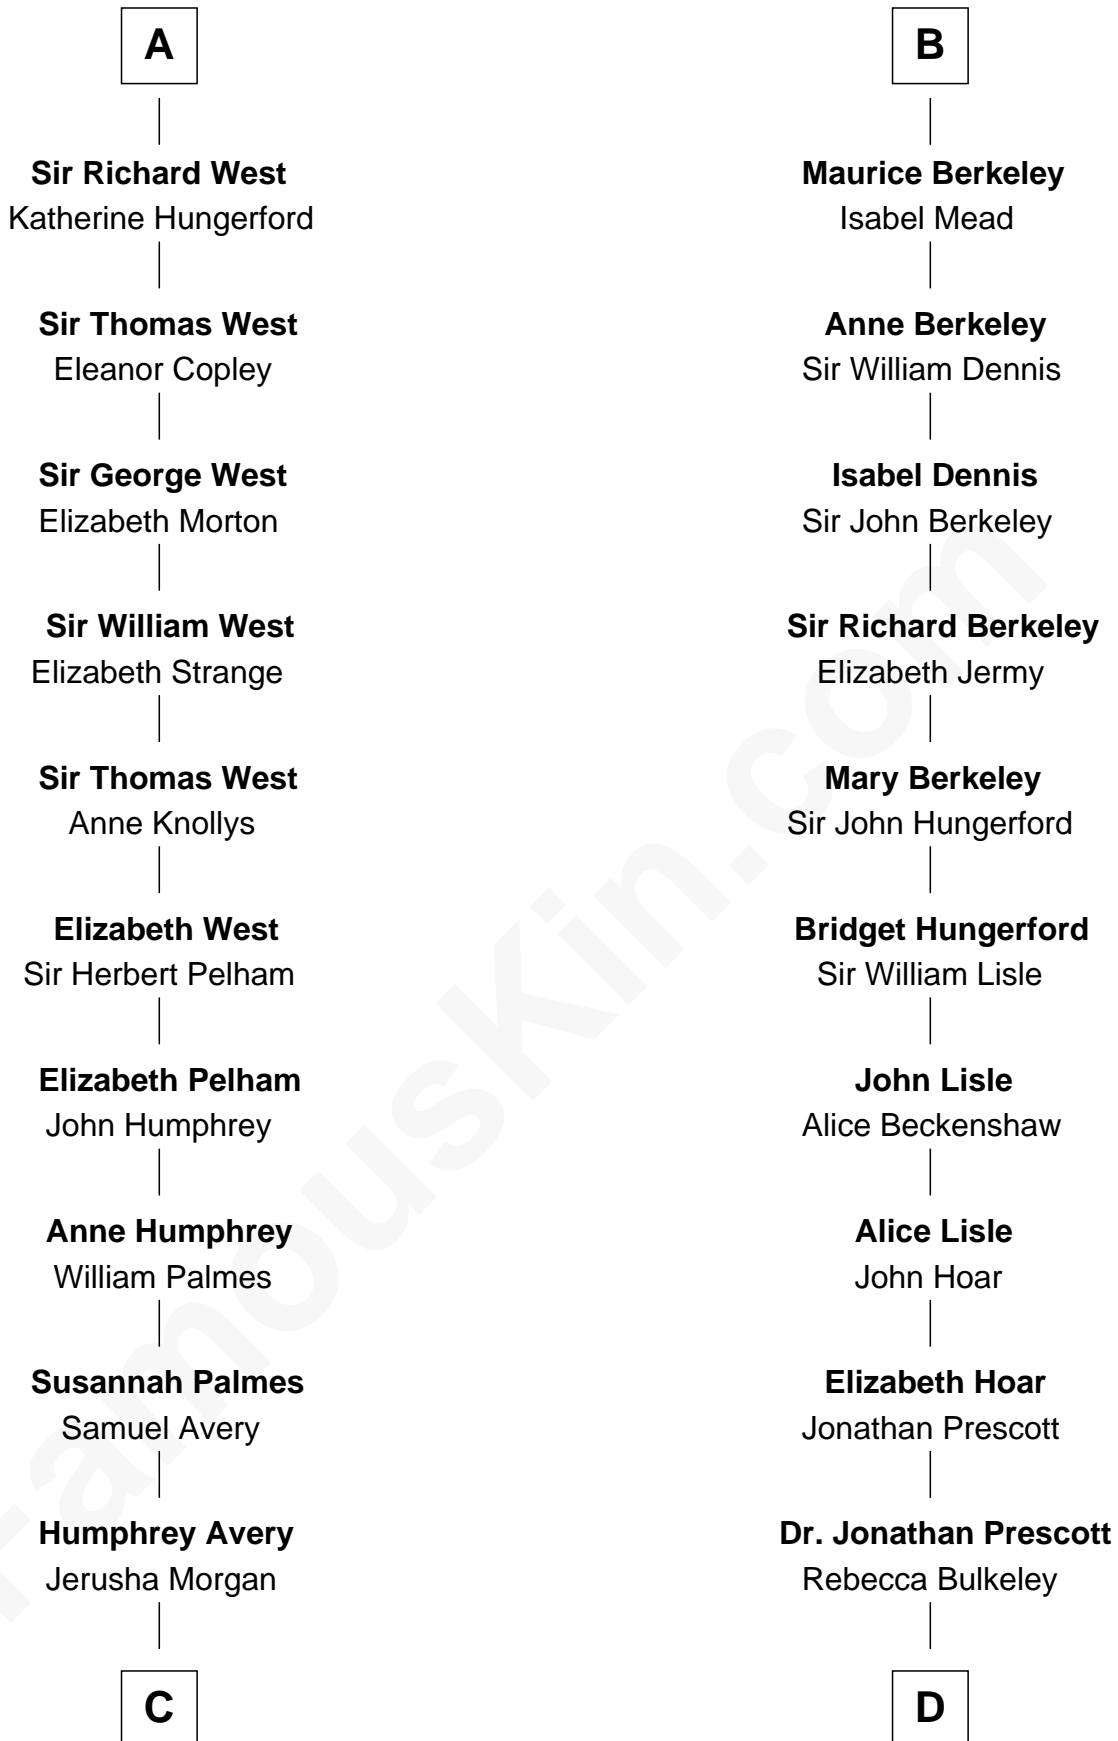 A
Sir Richard West
Katherine Hungerford
Sir Thomas West
Eleanor Copley
Sir George West
Elizabeth Morton
Sir William West
Elizabeth Strange
Sir Thomas West
Anne Knollys
Elizabeth West
Sir Herbert Pelham
Elizabeth Pelham
John Humphrey
Anne Humphrey
William Palmes
Susannah Palmes
Samuel Avery
Humphrey Avery
Jerusha Morgan
C
B
Maurice Berkeley
Isabel Mead
Anne Berkeley
Sir William Dennis
Isabel Dennis
Sir John Berkeley
Sir Richard Berkeley
Elizabeth Jermy
Mary Berkeley
Sir John Hungerford
Bridget Hungerford
Sir William Lisle
John Lisle
Alice Beckenshaw
Alice Lisle
John Hoar
Elizabeth Hoar
Jonathan Prescott
Dr. Jonathan Prescott
Rebecca Bulkeley
D
FamousKin.com